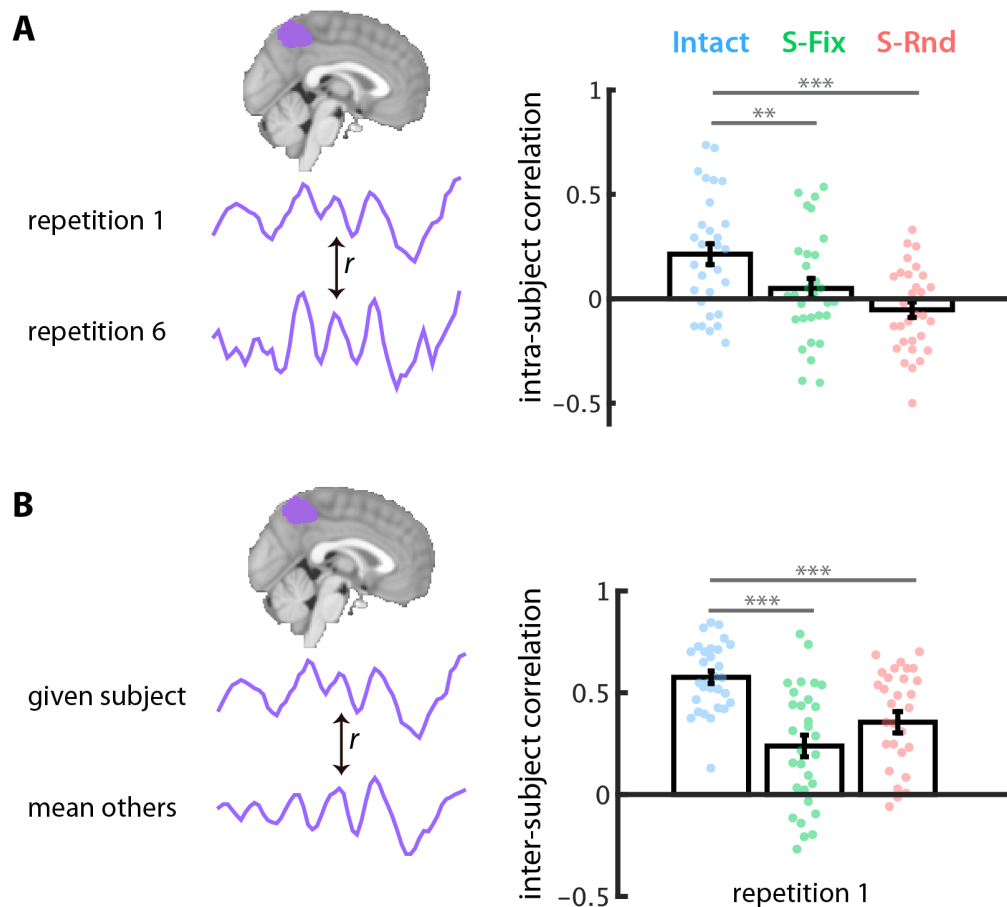 A
Intact S-Fix S-Rnd
***
**
intra-subject correlation
1
0.5
0
–0.5
repetition 1
r
repetition 6
B
***
***
inter-subject correlation
1
0.5
0
–0.5
given subject
r
mean others
repetition 1